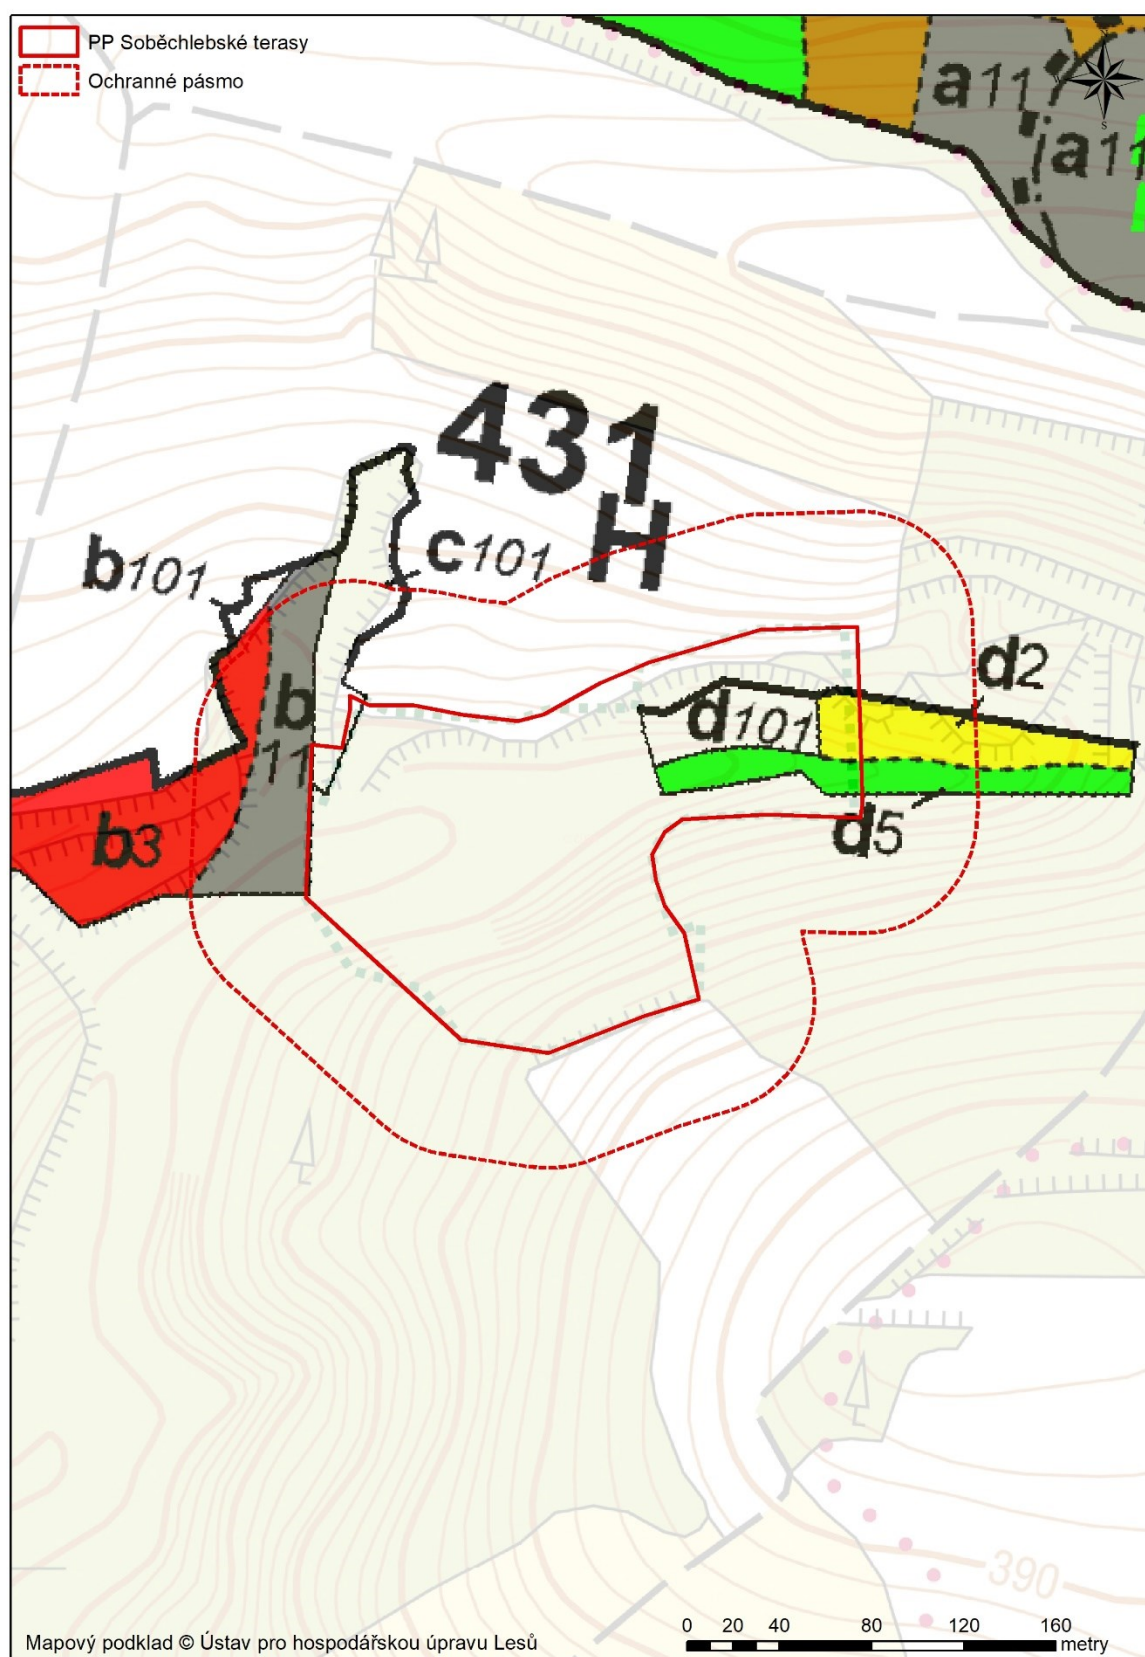 PP Soběchlebské terasy
Ochranné pásmo
a11
a11
S
431
H
b101
c101
d2
b
11
d101
b3
d5
390
0 20 40 80 120 160
metry
Mapový podklad © Ústav pro hospodářskou úpravu Lesů